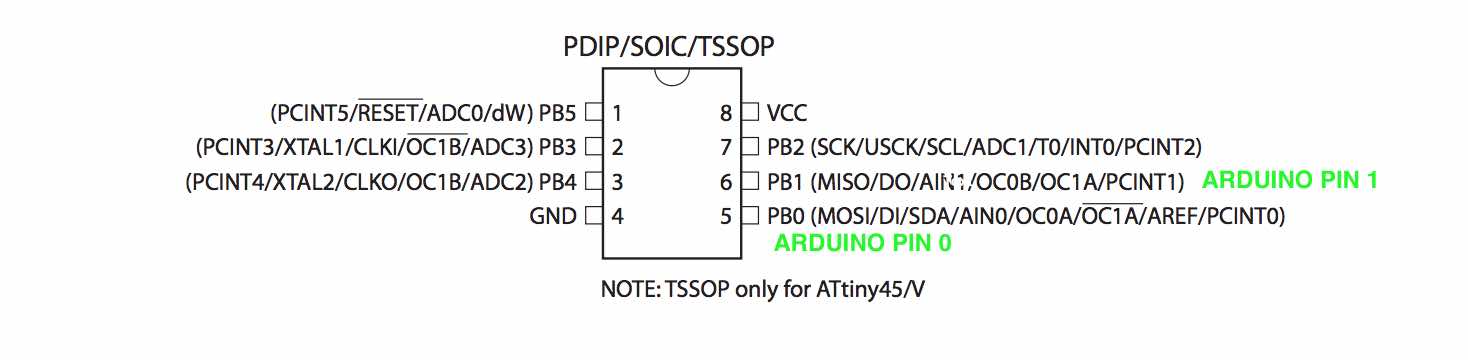 PDIP/SOIC/TSSOP
(PCINT5/RESET/ADC0/dW) PB5 1 8 VCC
(PCINT3/XTAL1/CLKI/OC1B/ADC3) PB3 2 7 PB2 (SCK/USCK/SCL/ADC1/T0/INT0/PCINT2)
(PCINT4/XTAL2/CLKO/OC1B/ADC2) PB4 3 6 PB1 (MISO/DO/AIN1/OC0B/OC1A/PCINT1) ARDUINO PIN 1
GND 4 5 PB0 (MOSI/DI/SDA/AIN0/OC0A/OC1A/AREF/PCINT0)
ARDUINO PIN 0
NOTE: TSSOP only for ATtiny45/V